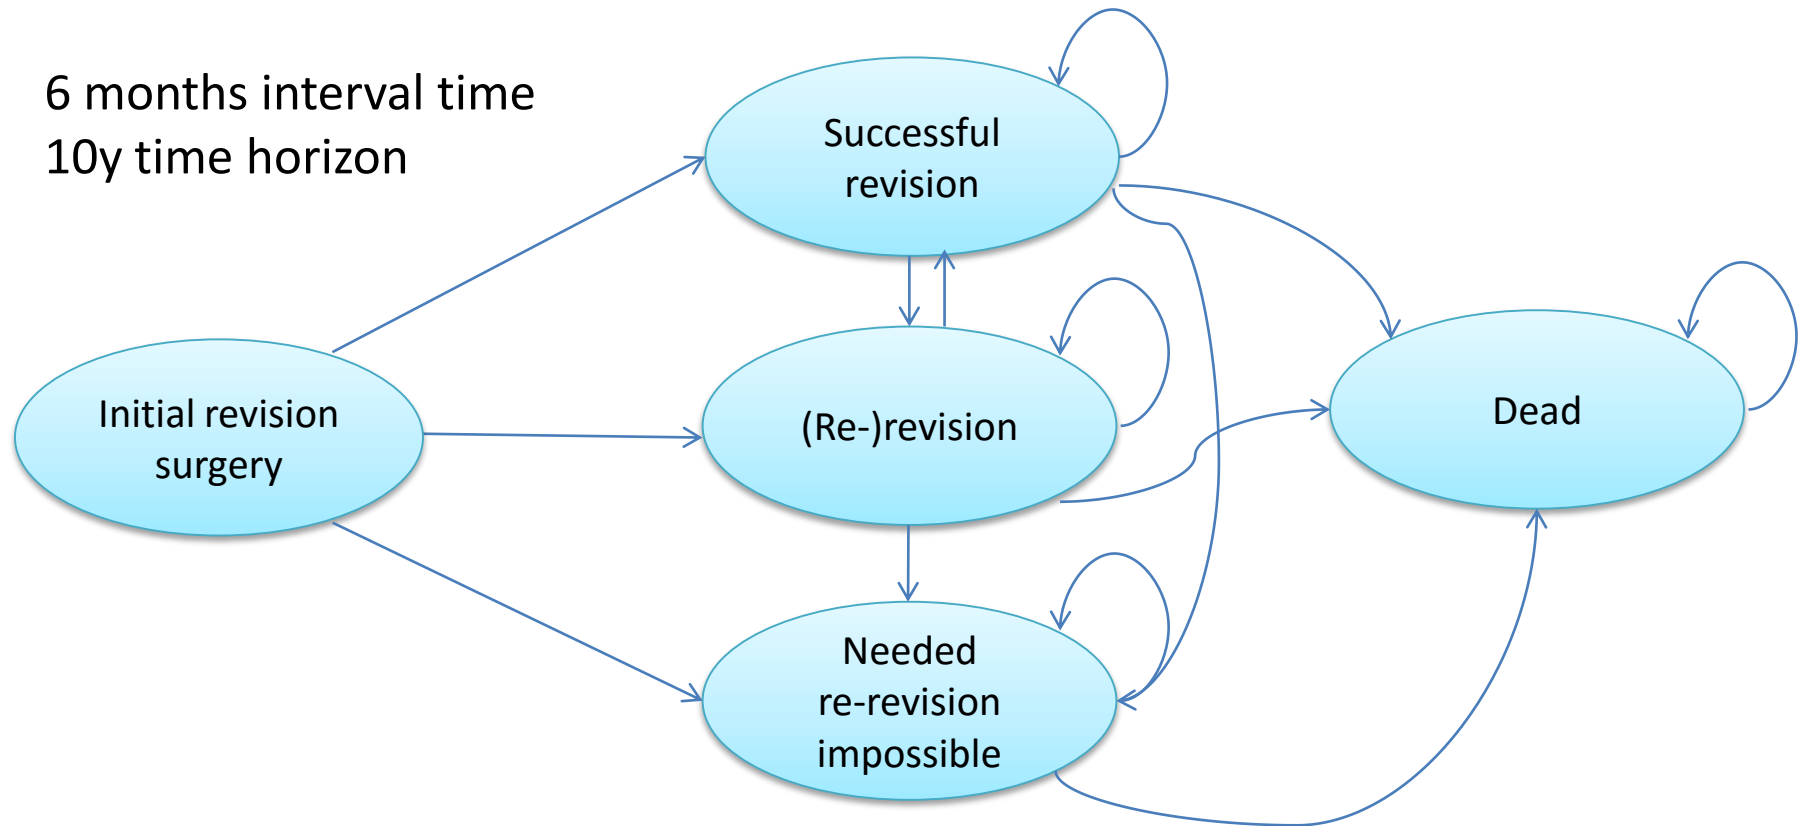 6 months interval time
10y time horizon
Successful
revision
Initial revision
surgery
(Re-)revision
Dead
Needed
re-revision
impossible